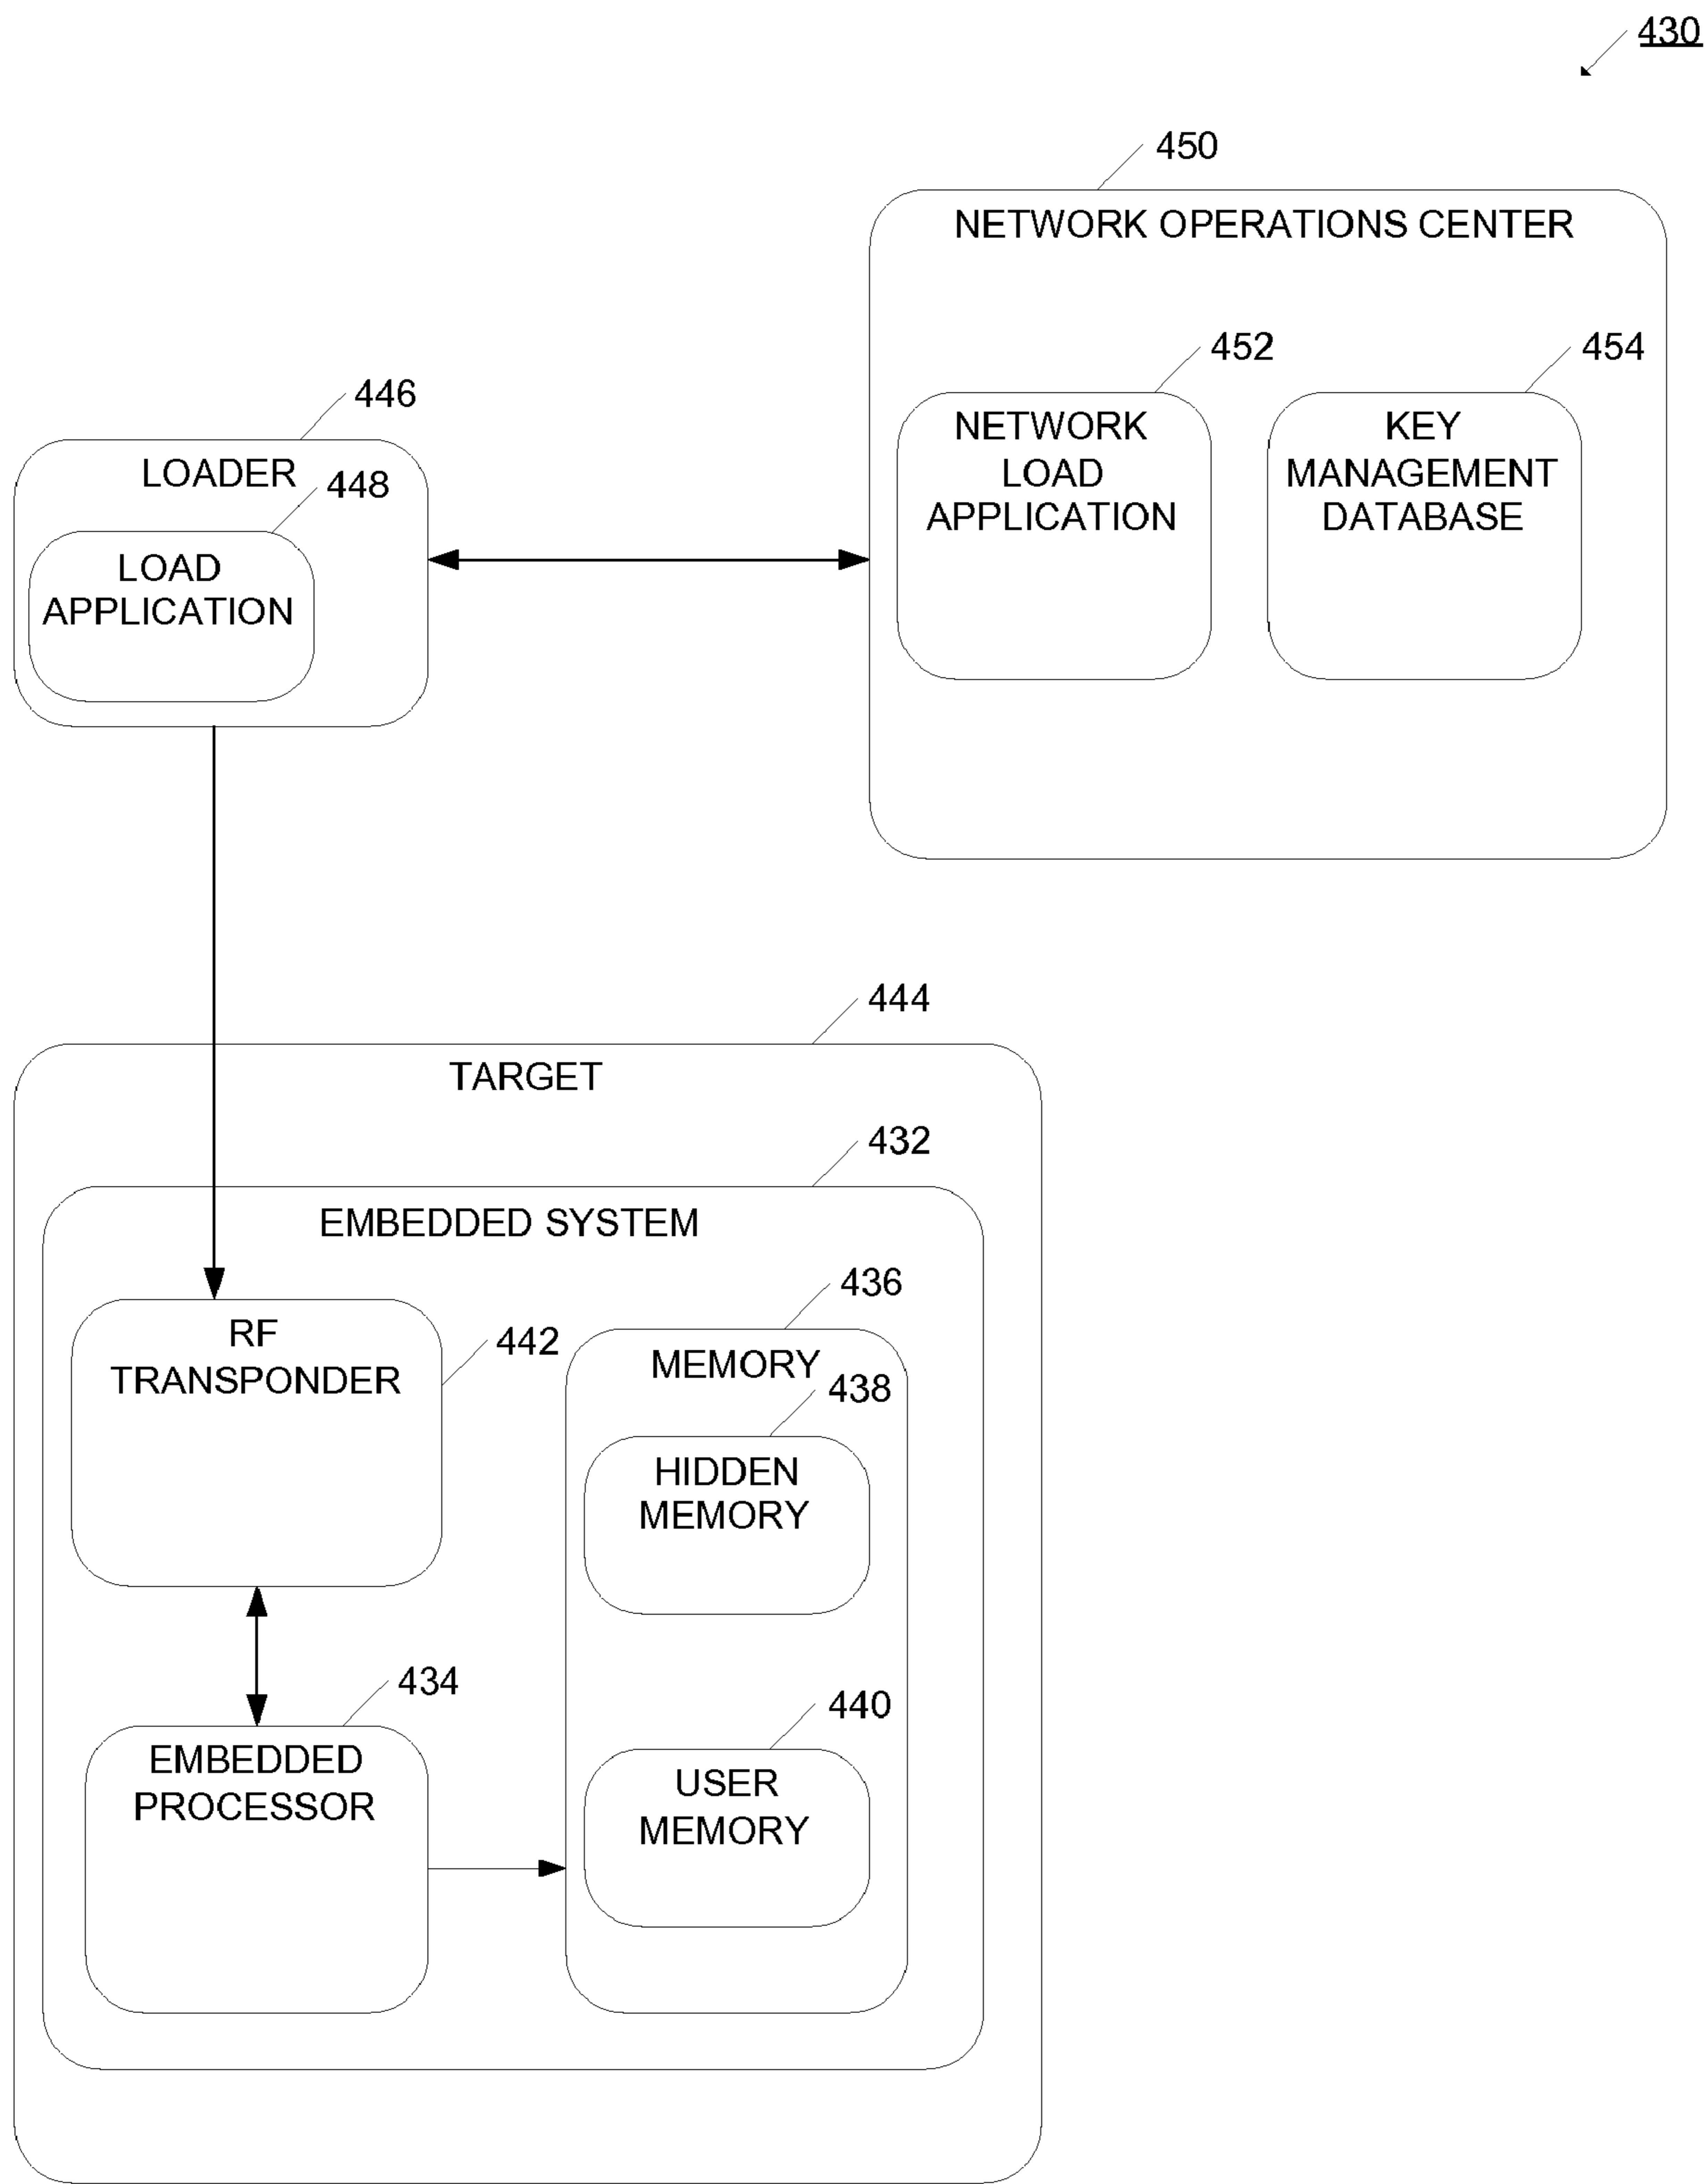 430
450
NETWORK OPERATIONS CENTER
452
454
NETWORK
LOAD
APPLICATION
KEY
MANAGEMENT
DATABASE
446
LOADER
448
LOAD
APPLICATION
444
TARGET
432
EMBEDDED SYSTEM
RF
TRANSPONDER
442
436
MEMORY
438
HIDDEN
MEMORY
434
EMBEDDED
PROCESSOR
440
USER
MEMORY